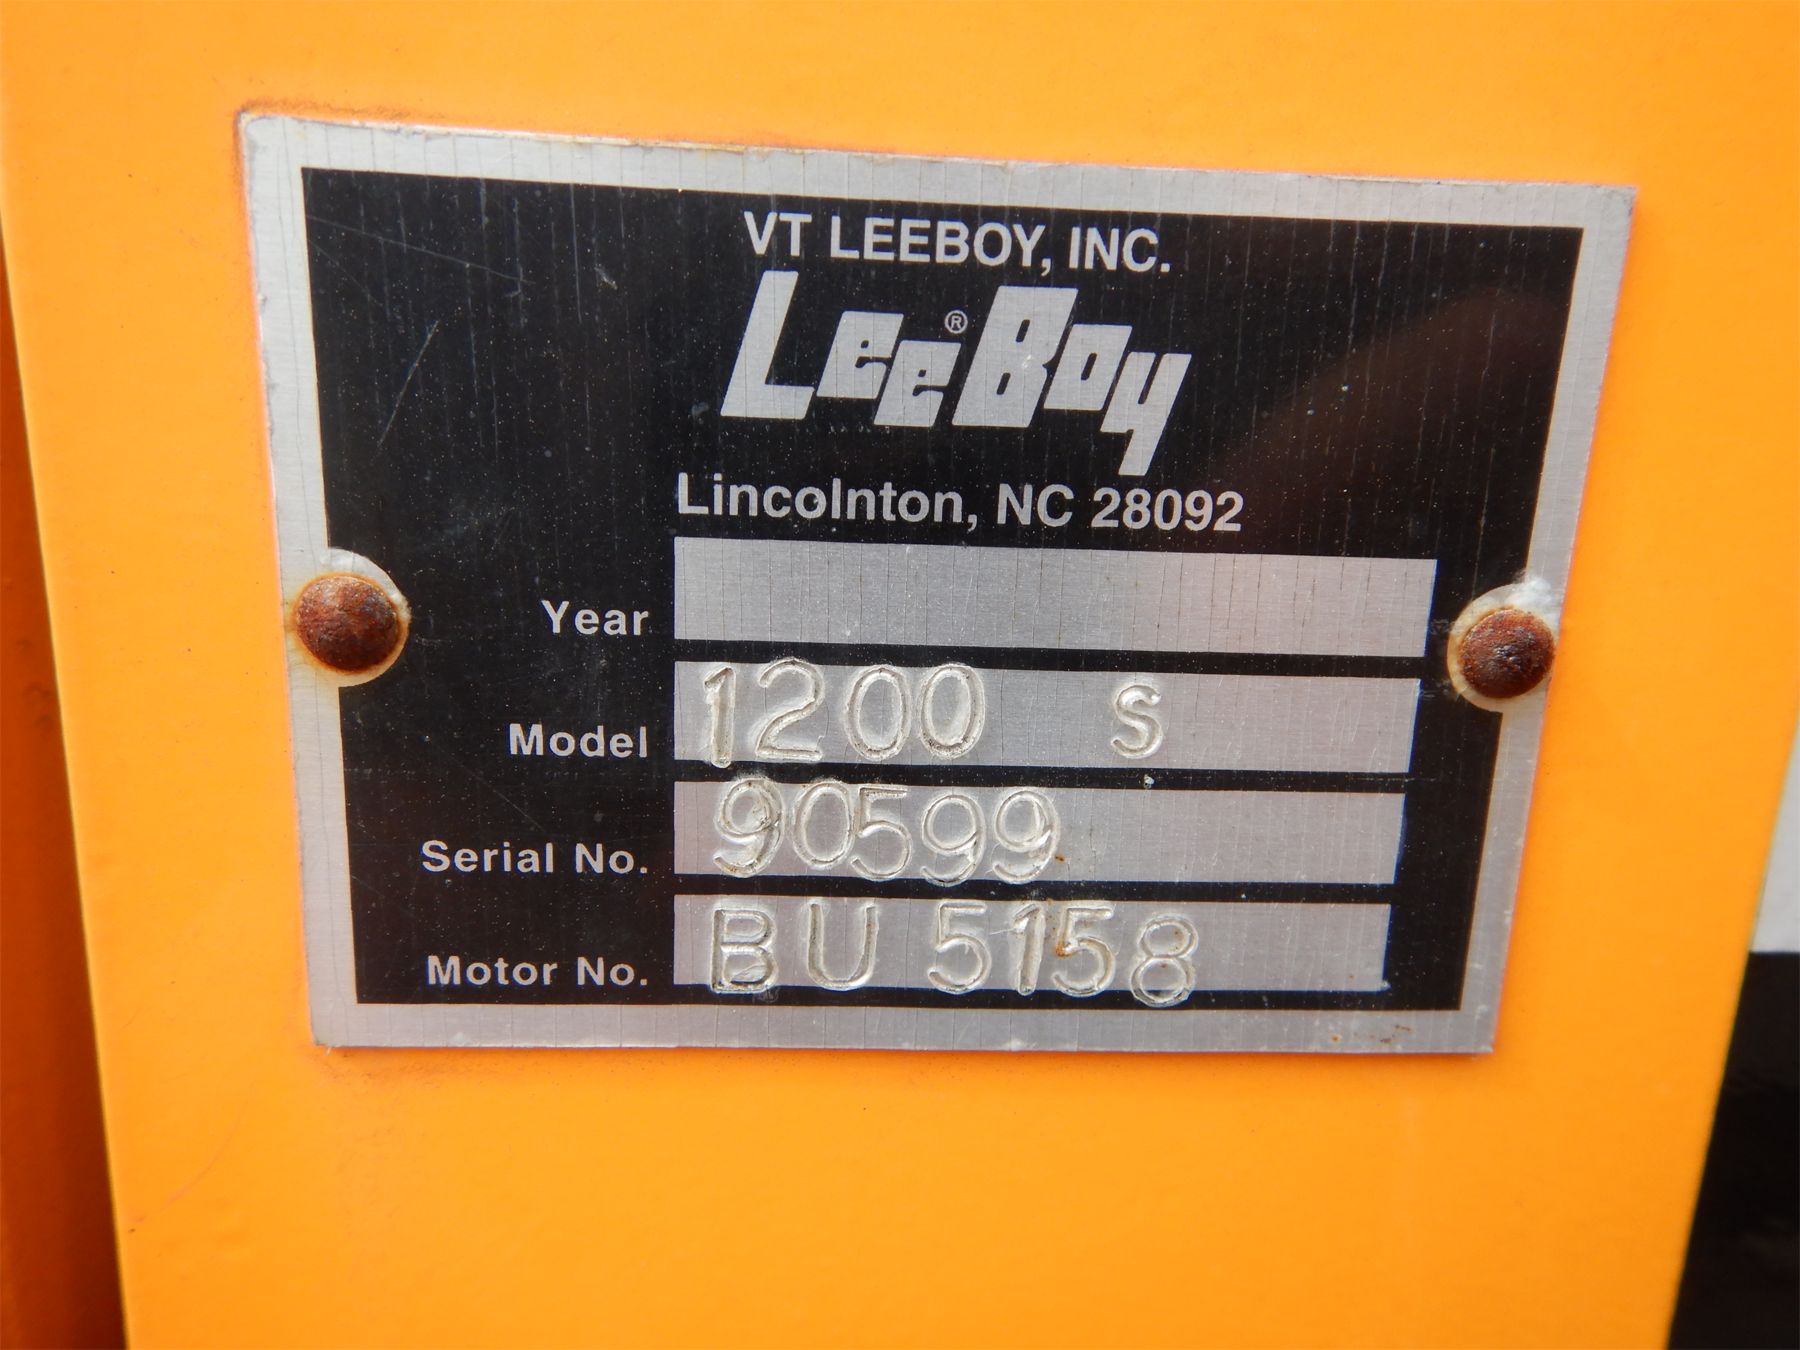 VT LEEBOY, INC.
LeeBoy®
Lincolnton, NC 28092
Year
Model 1200 S
Serial No. 90599
Motor No. BU 5158